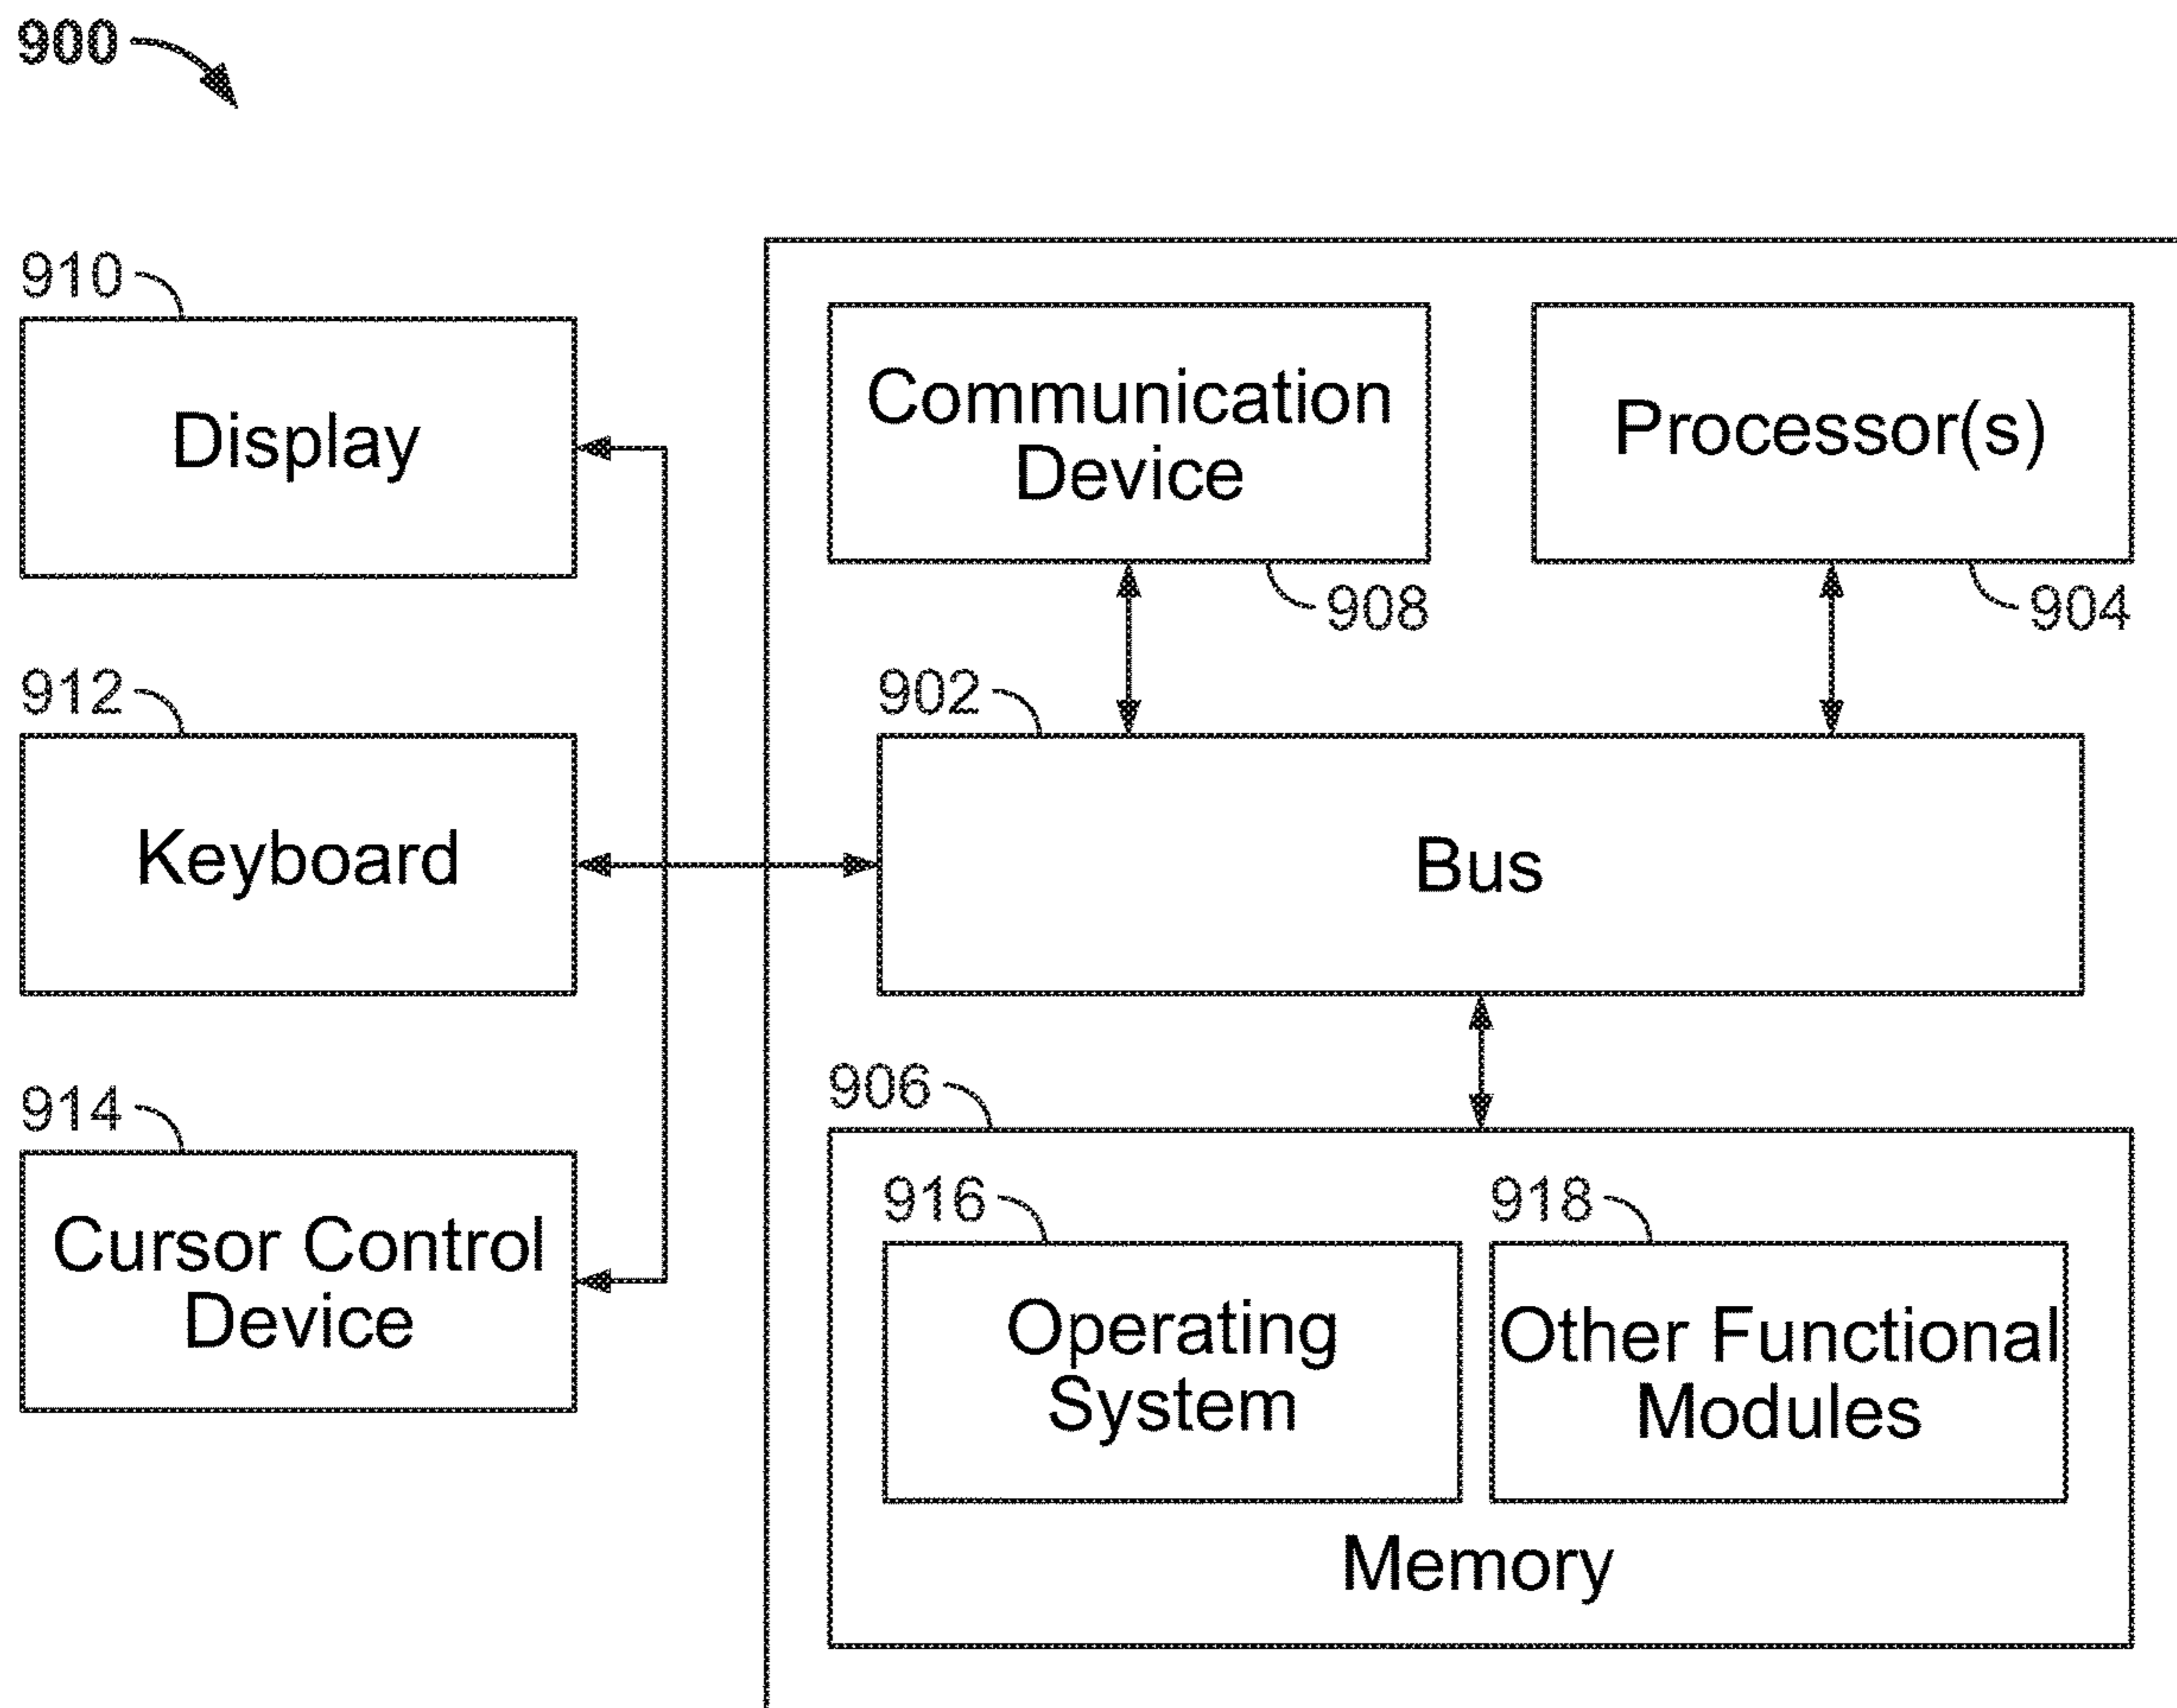 900
910
Display
Communication
Device
Processor(s)
908
904
912
Keyboard
902
Bus
914
Cursor Control
Device
906
916
Operating
System
918
Other Functional
Modules
Memory